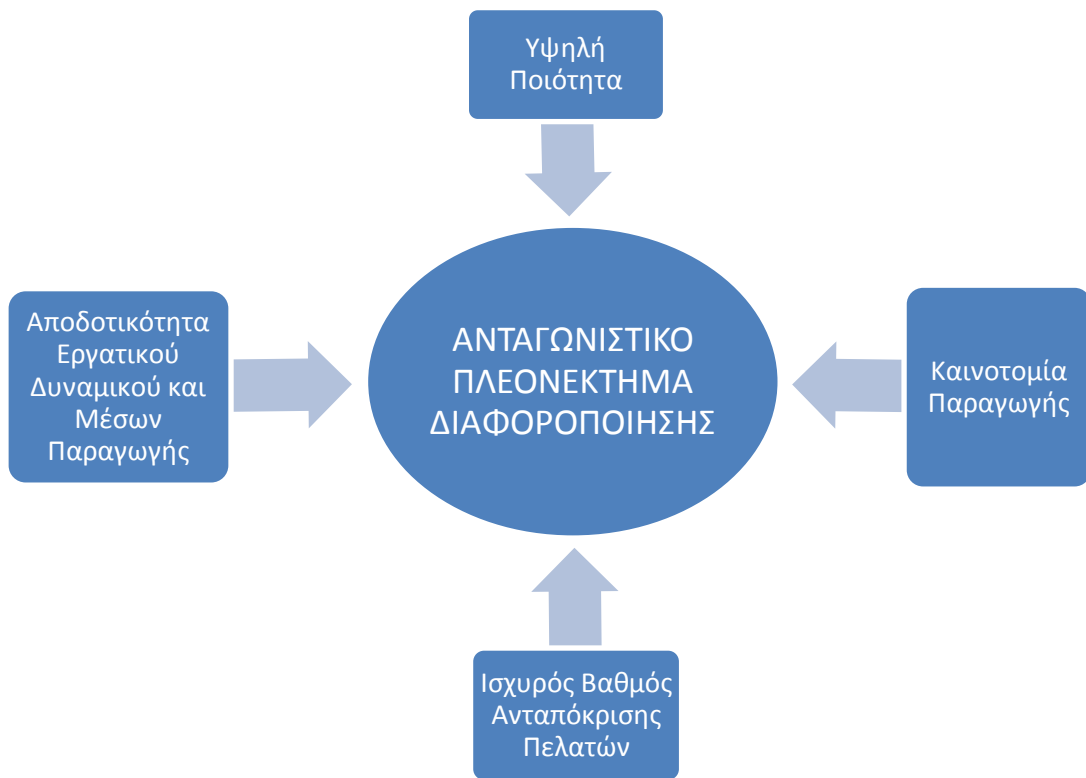 Υψηλή
Ποιότητα
Αποδοτικότητα
Εργατικού
Δυναμικού και
Μέσων
Παραγωγής
ΑΝΤΑΓΩΝΙΣΤΙΚΟ
ΠΛΕΟΝΕΚΤΗΜΑ
ΔΙΑΦΟΡΟΠΟΙΗΣΗΣ
Καινοτομία
Παραγωγής
Ισχυρός Βαθμός
Ανταπόκρισης
Πελατών